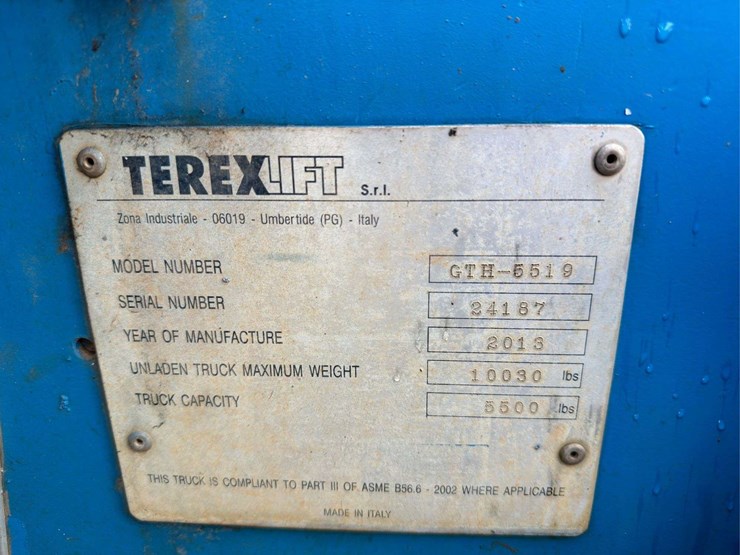 TEREXLIFT S.r.l.
Zona Industriale - 06019 - Umbertide (PG) - Italy
MODEL NUMBER GTH-5519
SERIAL NUMBER 24187
YEAR OF MANUFACTURE 2013
UNLADEN TRUCK MAXIMUM WEIGHT 10030 lbs
TRUCK CAPACITY 5500 lbs
THIS TRUCK IS COMPLIANT TO PART III OF ASME B56.6 - 2002 WHERE APPLICABLE
MADE IN ITALY